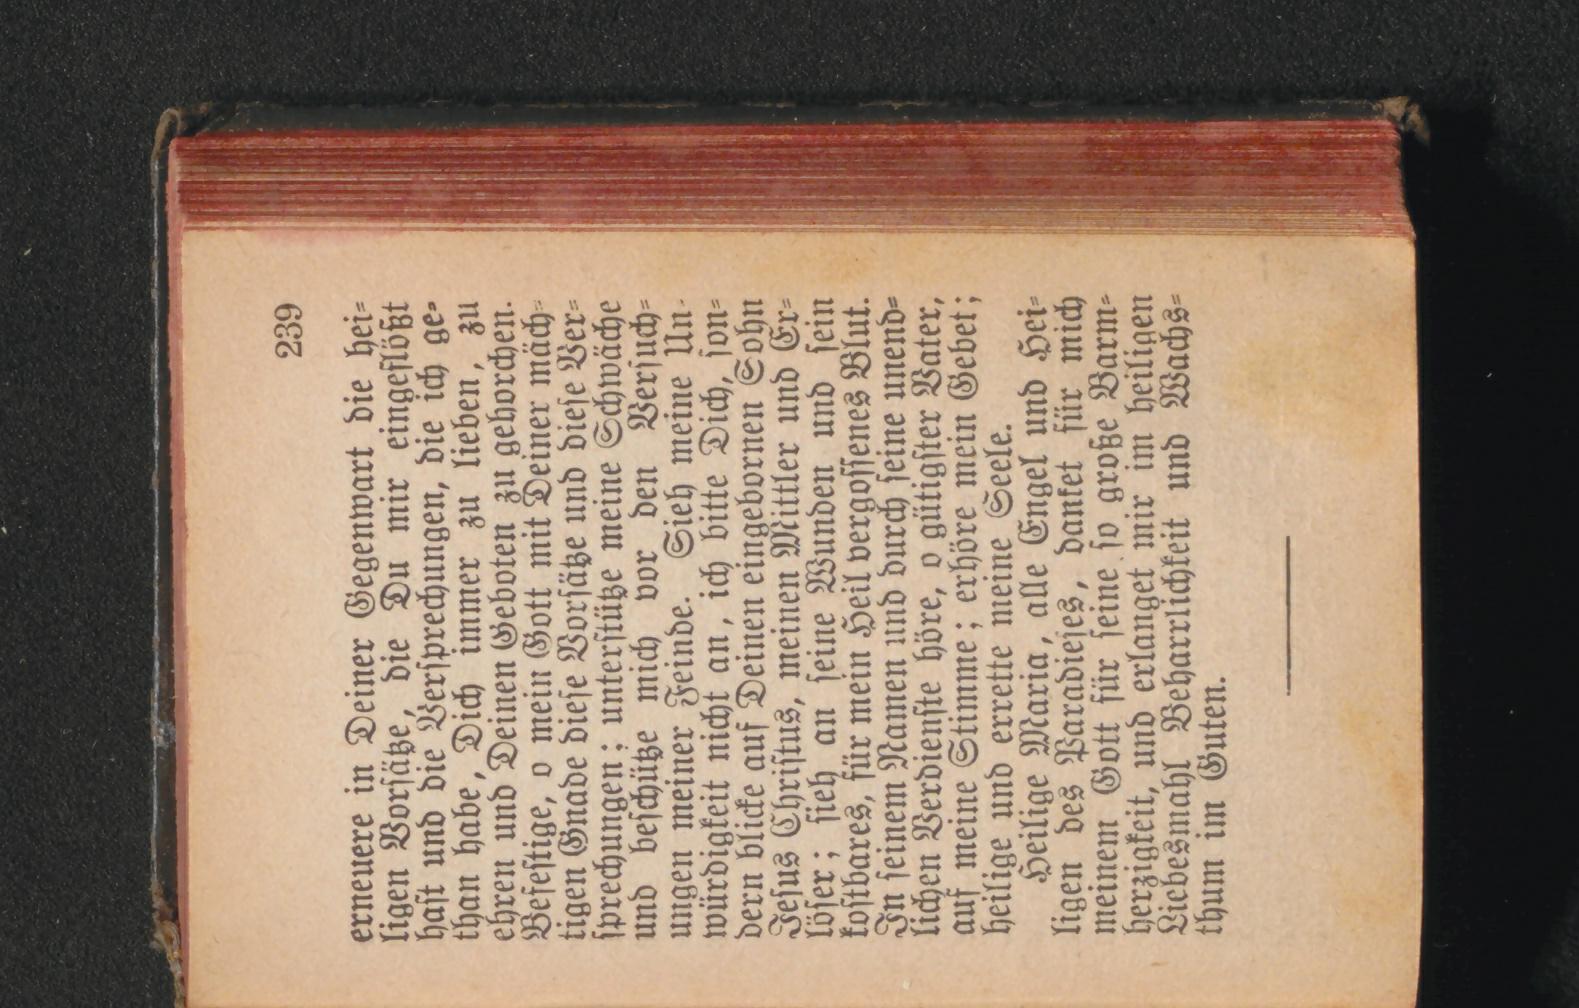 239
erneuere in Deiner Gegenwart die hei-
ligen Vorsätze, die Du mir eingeflößt
hast und die Versprechungen, die ich ge-
than habe, Dich immer zu lieben, zu
ehren und Deinen Geboten zu gehorchen.
Befestige, o mein Gott mit Deiner mäch-
tigen Gnade diese Vorsätze und diese Ver-
sprechungen; unterstütze meine Schwäche
und beschütze mich vor den Versuch-
ungen meiner Feinde. Sieh meine Un-
würdigkeit nicht an, ich bitte Dich, son-
dern blicke auf Deinen eingebornen Sohn
Jesus Christus, meinen Mittler und Er-
löser; sieh an seine Wunden und sein
kostbares, für mein Heil vergossenes Blut.
In seinem Namen und durch seine unend-
lichen Verdienste höre, o gütigster Vater,
auf meine Stimme; erhöre mein Gebet;
heilige und errette meine Seele.
Heilige Maria, alle Engel und Hei-
ligen des Paradieses, danket für mich
meinem Gott für seine so große Barm-
herzigkeit, und erlanget mir im heiligen
Liebesmahl Beharrlichkeit und Wachs-
thum im Guten.